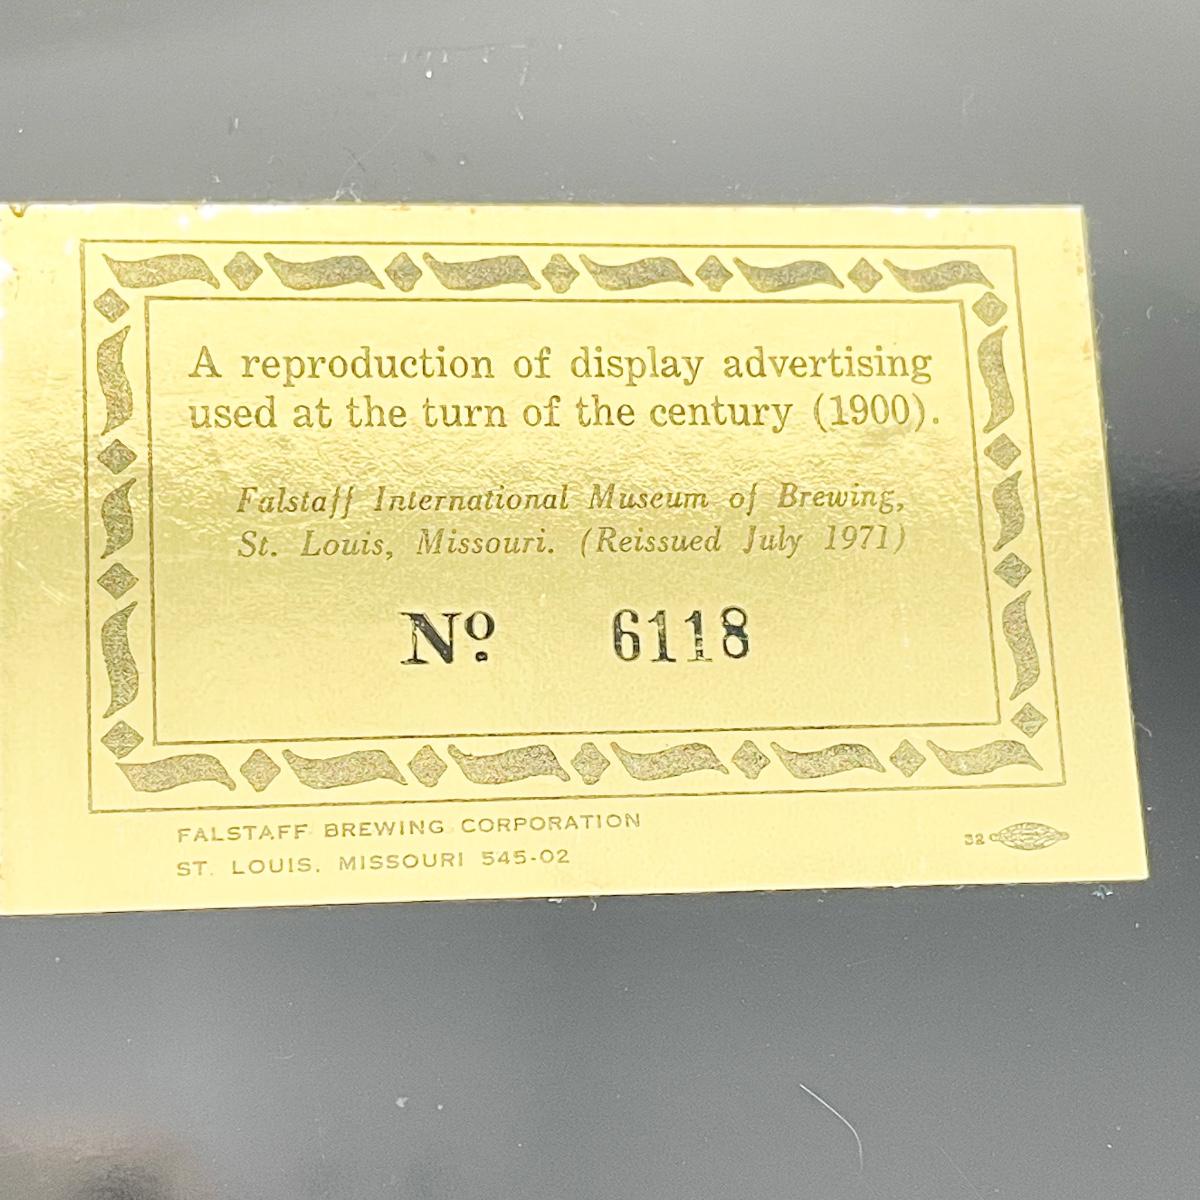 A reproduction of display advertising
used at the turn of the century (1900).
Falstaff International Museum of Brewing,
St. Louis, Missouri. (Reissued July 1971)
Nº 6118
FALSTAFF BREWING CORPORATION
ST. LOUIS, MISSOURI 545-02
32 C